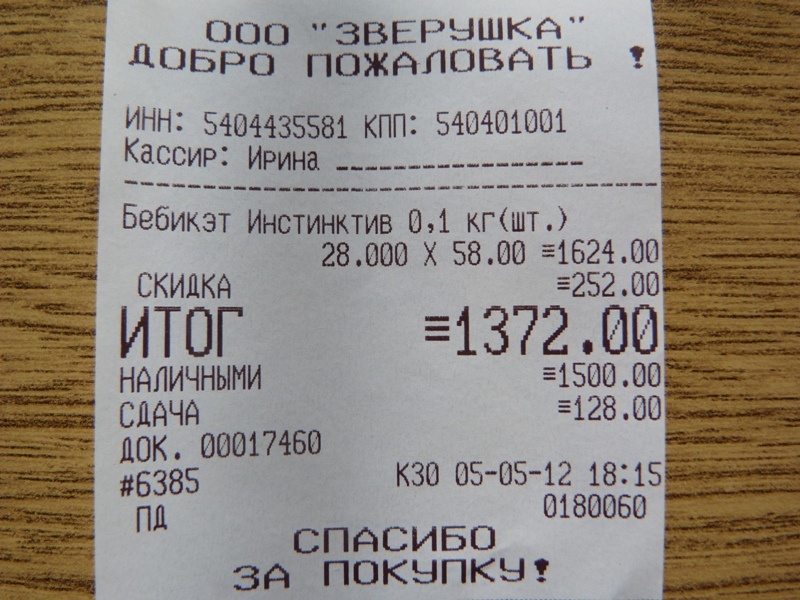 ООО "ЗВЕРУШКА"
ДОБРО ПОЖАЛОВАТЬ !
ИНН: 5404435581 КПП: 540401001
Кассир: Ирина _________________
Бебикэт Инстинктив 0,1 кг(шт.)
28.000 X 58.00 ≡1624.00
СКИДКА ≡252.00
ИТОГ ≡1372.00
НАЛИЧНЫМИ ≡1500.00
СДАЧА ≡128.00
ДОК. 00017460
#6385 К30 05-05-12 18:15
ПД 0180060
СПАСИБО
ЗА ПОКУПКУ!